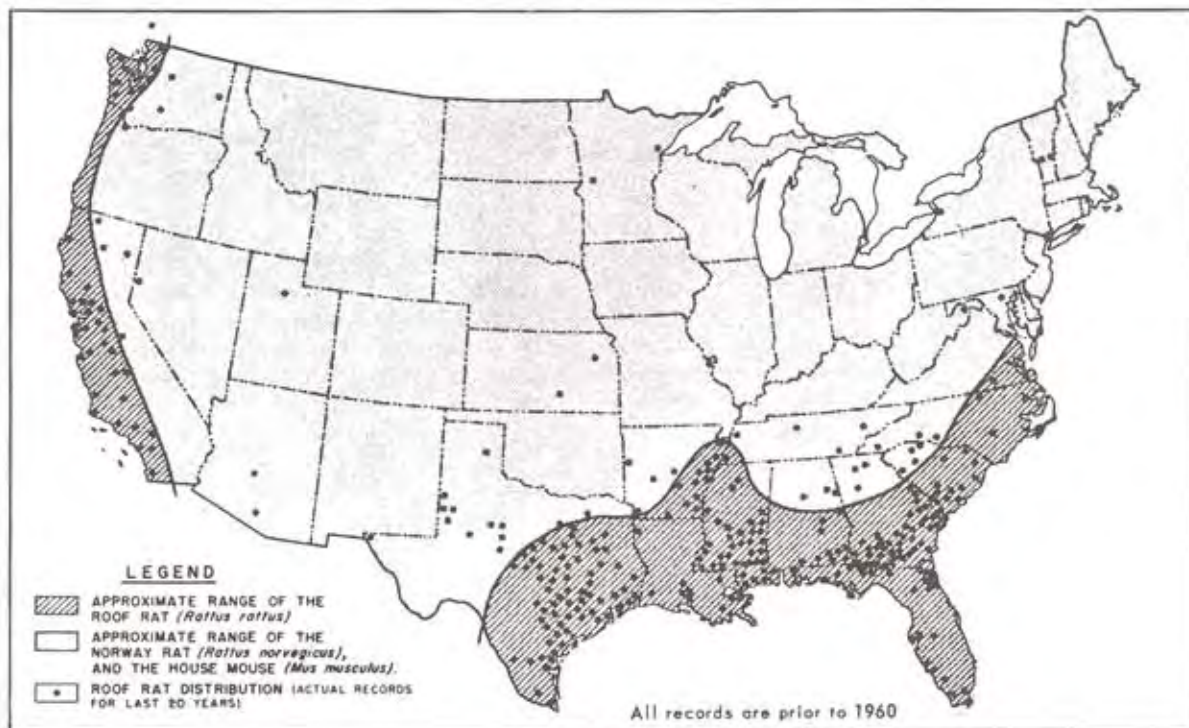 LEGEND
APPROXIMATE RANGE OF THE
ROOF RAT (Rattus rattus)
APPROXIMATE RANGE OF THE
NORWAY RAT (Rattus norvegicus),
AND THE HOUSE MOUSE (Mus musculus).
ROOF RAT DISTRIBUTION (ACTUAL RECORDS
FOR LAST 20 YEARS)
All records are prior to 1960